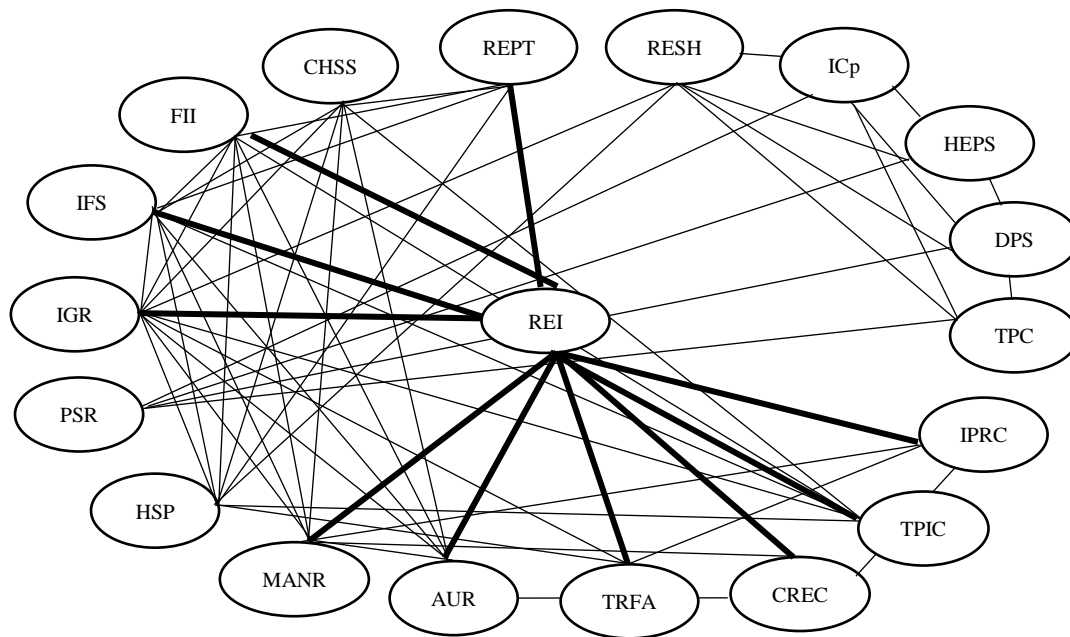 REPT
RESH
CHSS
ICp
FII
HEPS
IFS
DPS
IGR
REI
TPC
PSR
IPRC
HSP
TPIC
MANR
AUR
TRFA
CREC